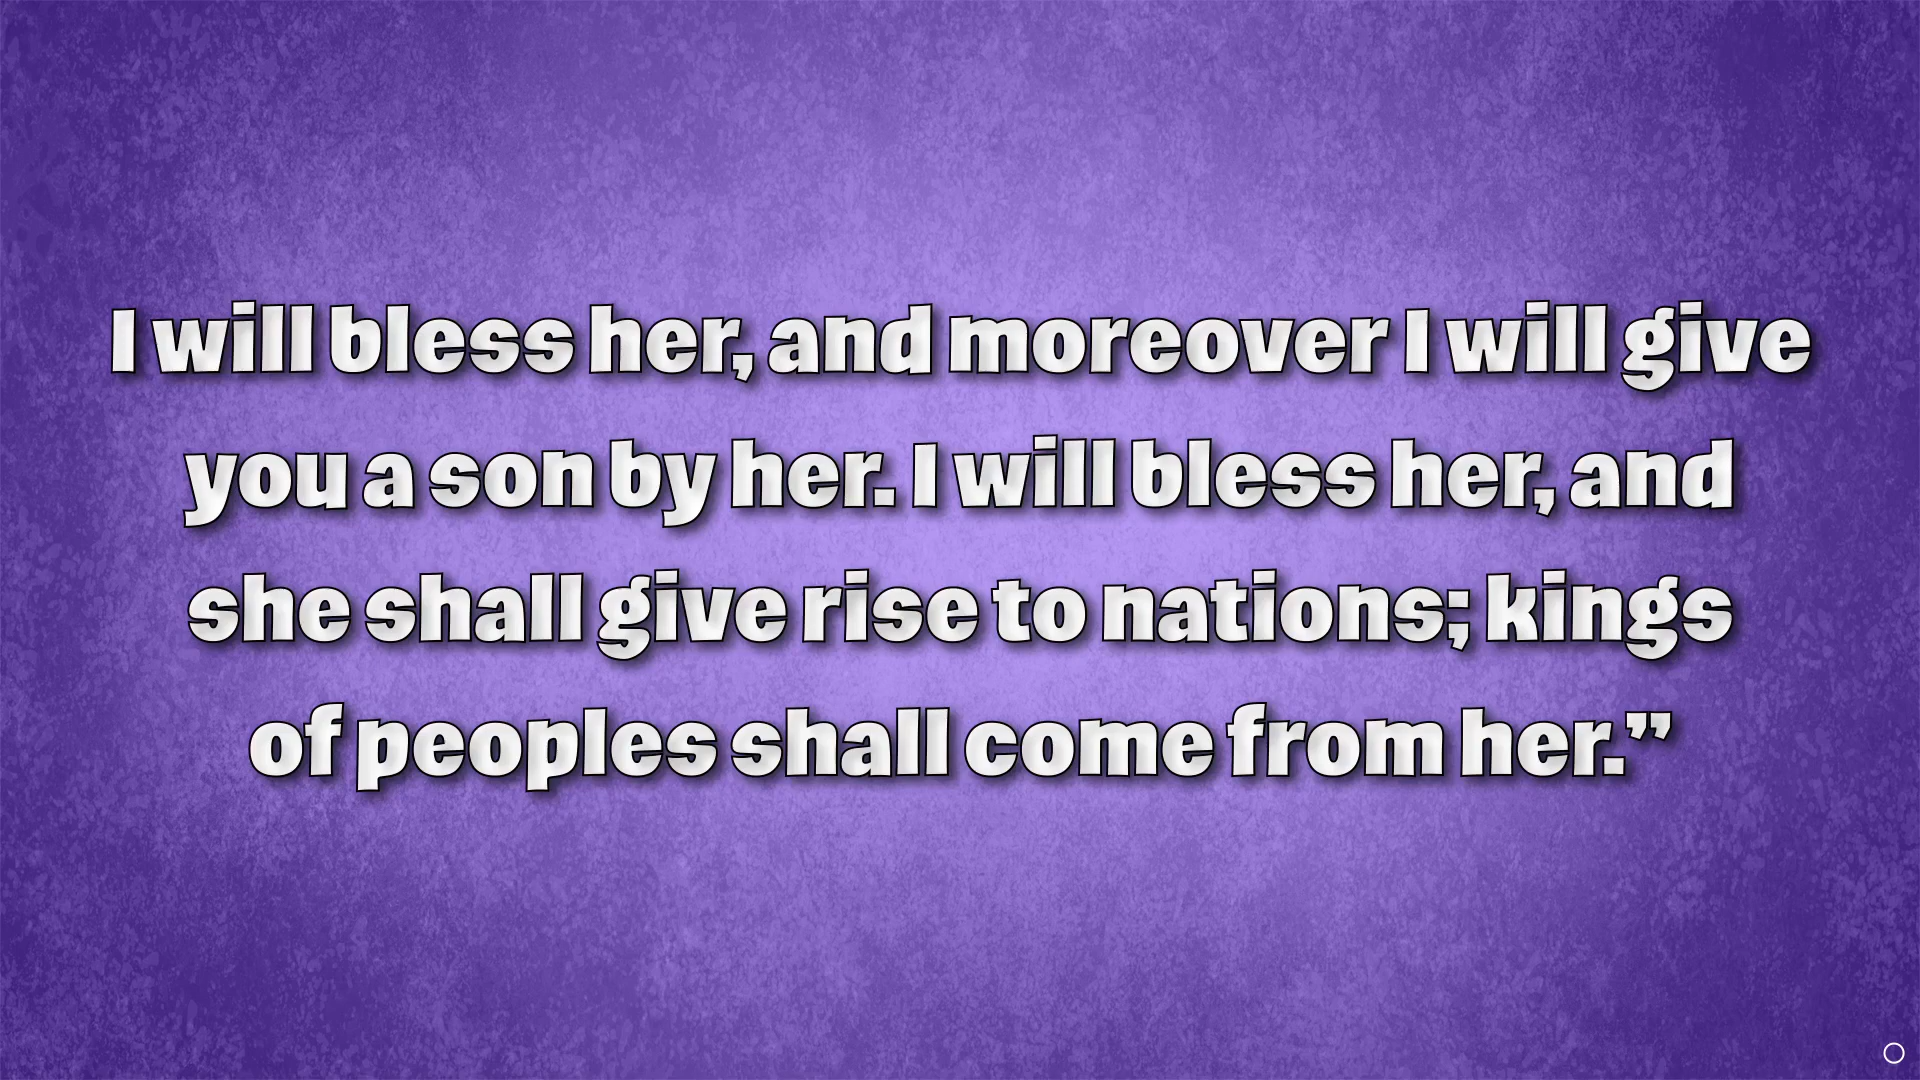 I will bless her, and moreover I will give
you a son by her. I will bless her, and
she shall give rise to nations; kings
of peoples shall come from her.”